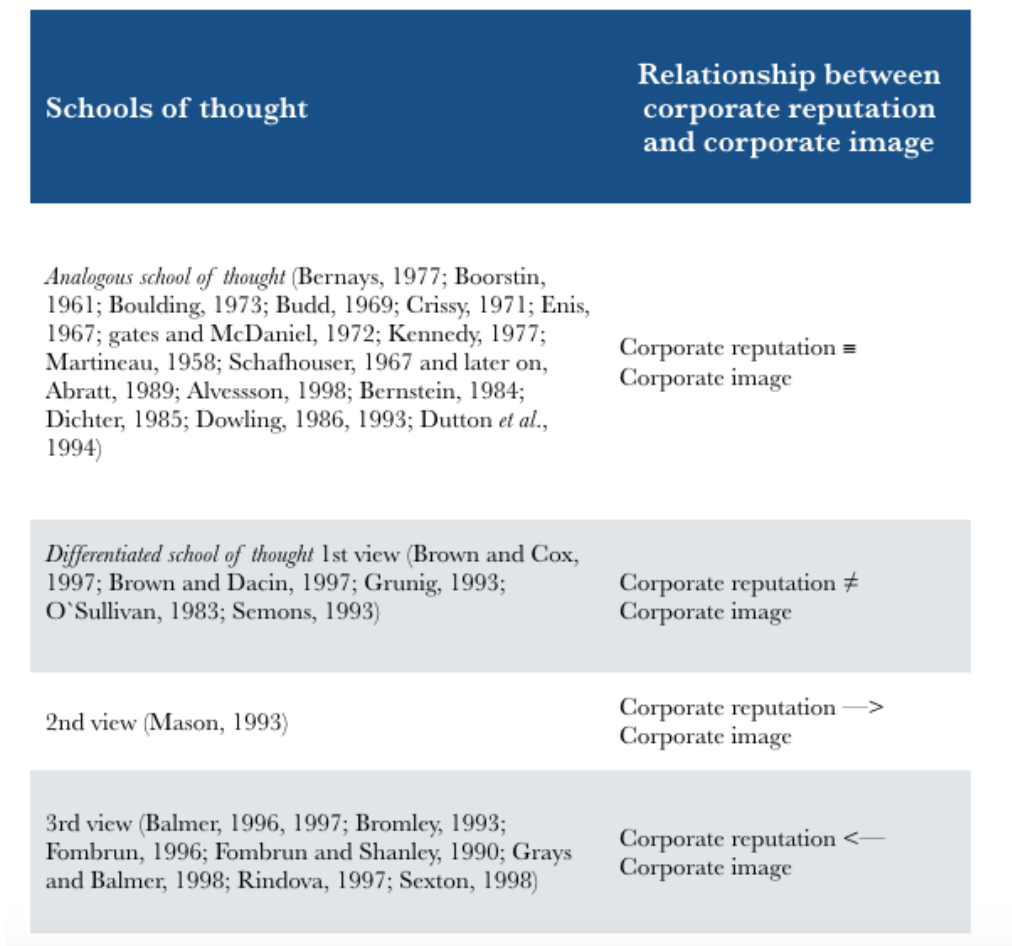 Schools of thought
Relationship between
corporate reputation
and corporate image
Analogous school of thought (Bernays, 1977; Boorstin,
1961; Boulding, 1973; Budd, 1969; Crissy, 1971; Enis,
1967; gates and McDaniel, 1972; Kennedy, 1977;
Martineau, 1958; Schafhouser, 1967 and later on,
Abratt, 1989; Alvessson, 1998; Bernstein, 1984;
Dichter, 1985; Dowling, 1986, 1993; Dutton et al.,
1994)
Corporate reputation ≡
Corporate image
Differentiated school of thought 1st view (Brown and Cox,
1997; Brown and Dacin, 1997; Grunig, 1993;
O`Sullivan, 1983; Semons, 1993)
Corporate reputation ≠
Corporate image
2nd view (Mason, 1993)
Corporate reputation —>
Corporate image
3rd view (Balmer, 1996, 1997; Bromley, 1993;
Fombrun, 1996; Fombrun and Shanley, 1990; Grays
and Balmer, 1998; Rindova, 1997; Sexton, 1998)
Corporate reputation <—
Corporate image